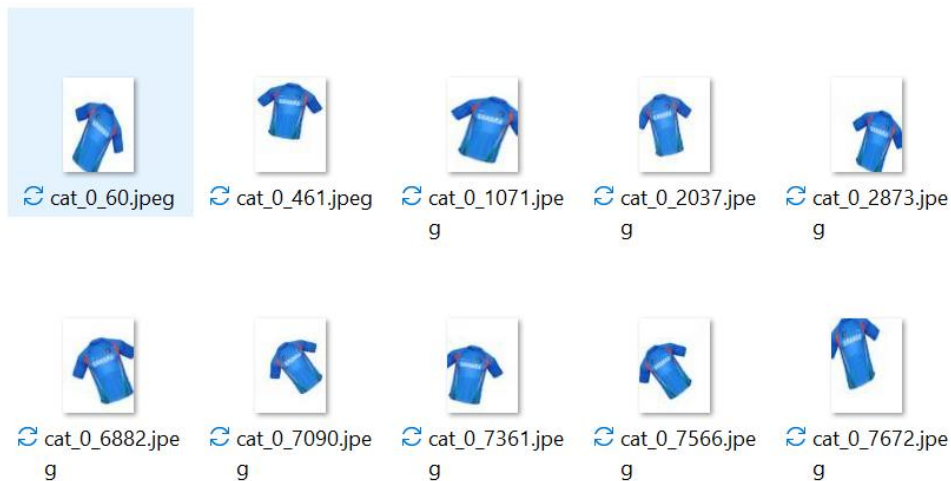 cat_0_60.jpeg
cat_0_461.jpeg
cat_0_1071.jpe
g
cat_0_2037.jpe
g
cat_0_2873.jpe
g
cat_0_6882.jpe
g
cat_0_7090.jpe
g
cat_0_7361.jpe
g
cat_0_7566.jpe
g
cat_0_7672.jpe
g